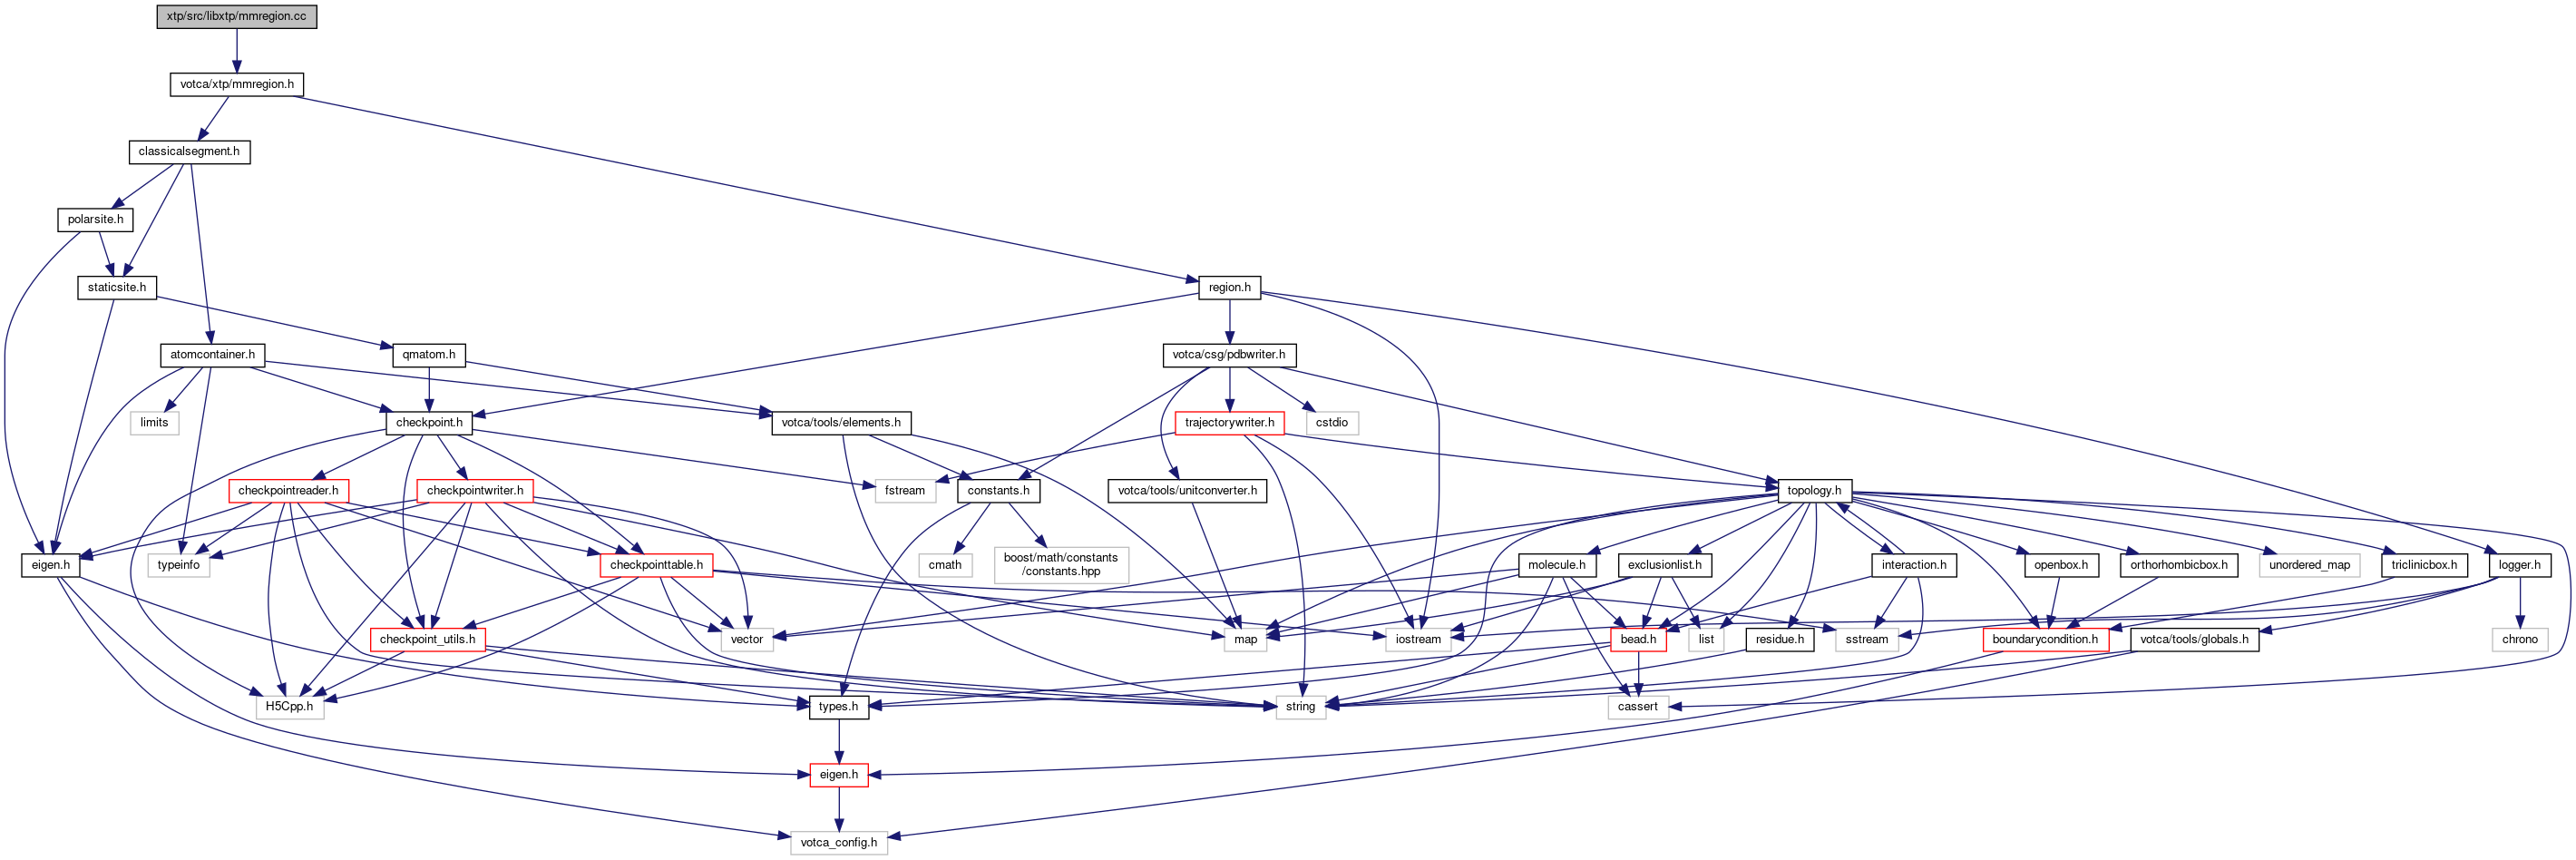 xtp/src/libxtp/mmregion.cc
votca/xtp/mmregion.h
classicalsegment.h
polarsite.h
staticsite.h
region.h
atomcontainer.h
qmatom.h
votca/csg/pdbwriter.h
limits
checkpoint.h
votca/tools/elements.h
trajectorywriter.h
cstdio
checkpointreader.h
checkpointwriter.h
fstream
constants.h
votca/tools/unitconverter.h
topology.h
eigen.h
typeinfo
checkpointtable.h
cmath
boost/math/constants
/constants.hpp
molecule.h
exclusionlist.h
interaction.h
openbox.h
orthorhombicbox.h
unordered_map
triclinicbox.h
logger.h
checkpoint_utils.h
vector
map
iostream
bead.h
list
residue.h
sstream
boundarycondition.h
votca/tools/globals.h
chrono
H5Cpp.h
types.h
string
cassert
eigen.h
votca_config.h